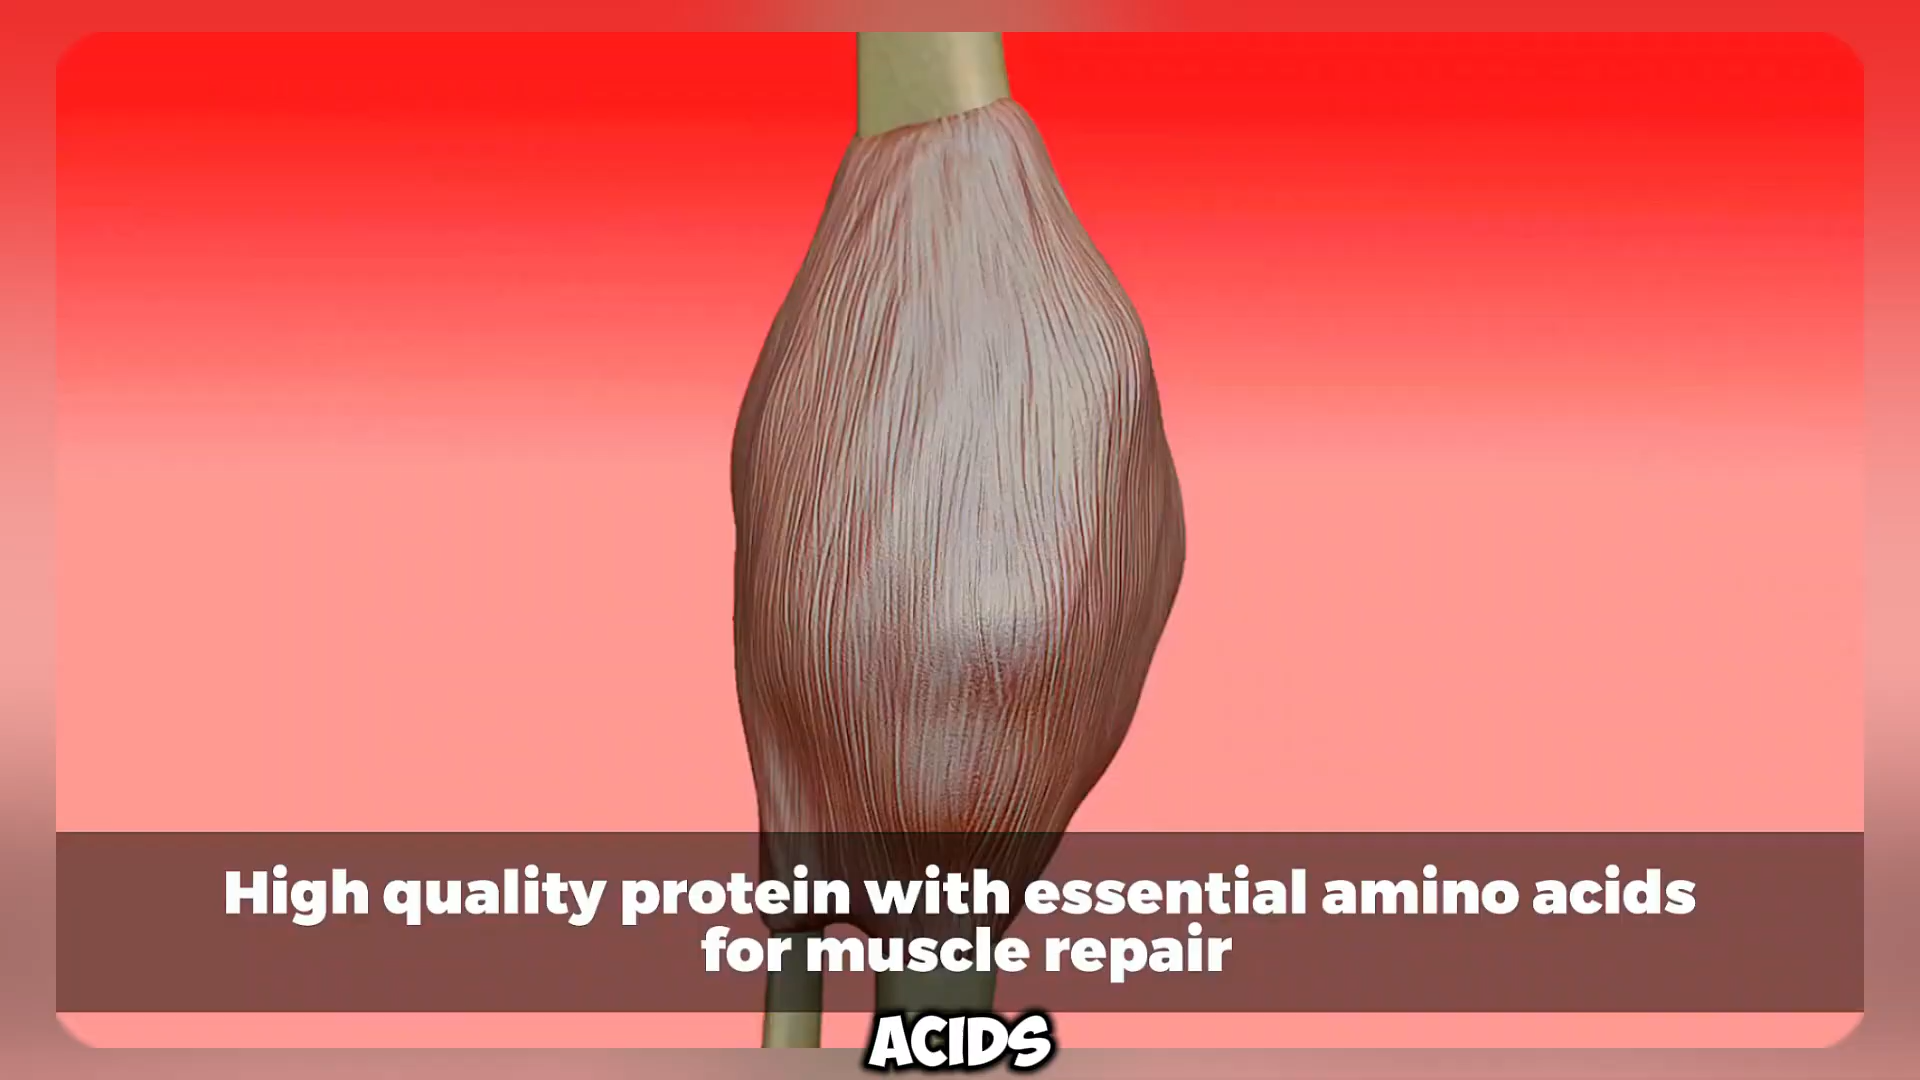 High quality protein with essential amino acids
for muscle repair
ACIDS